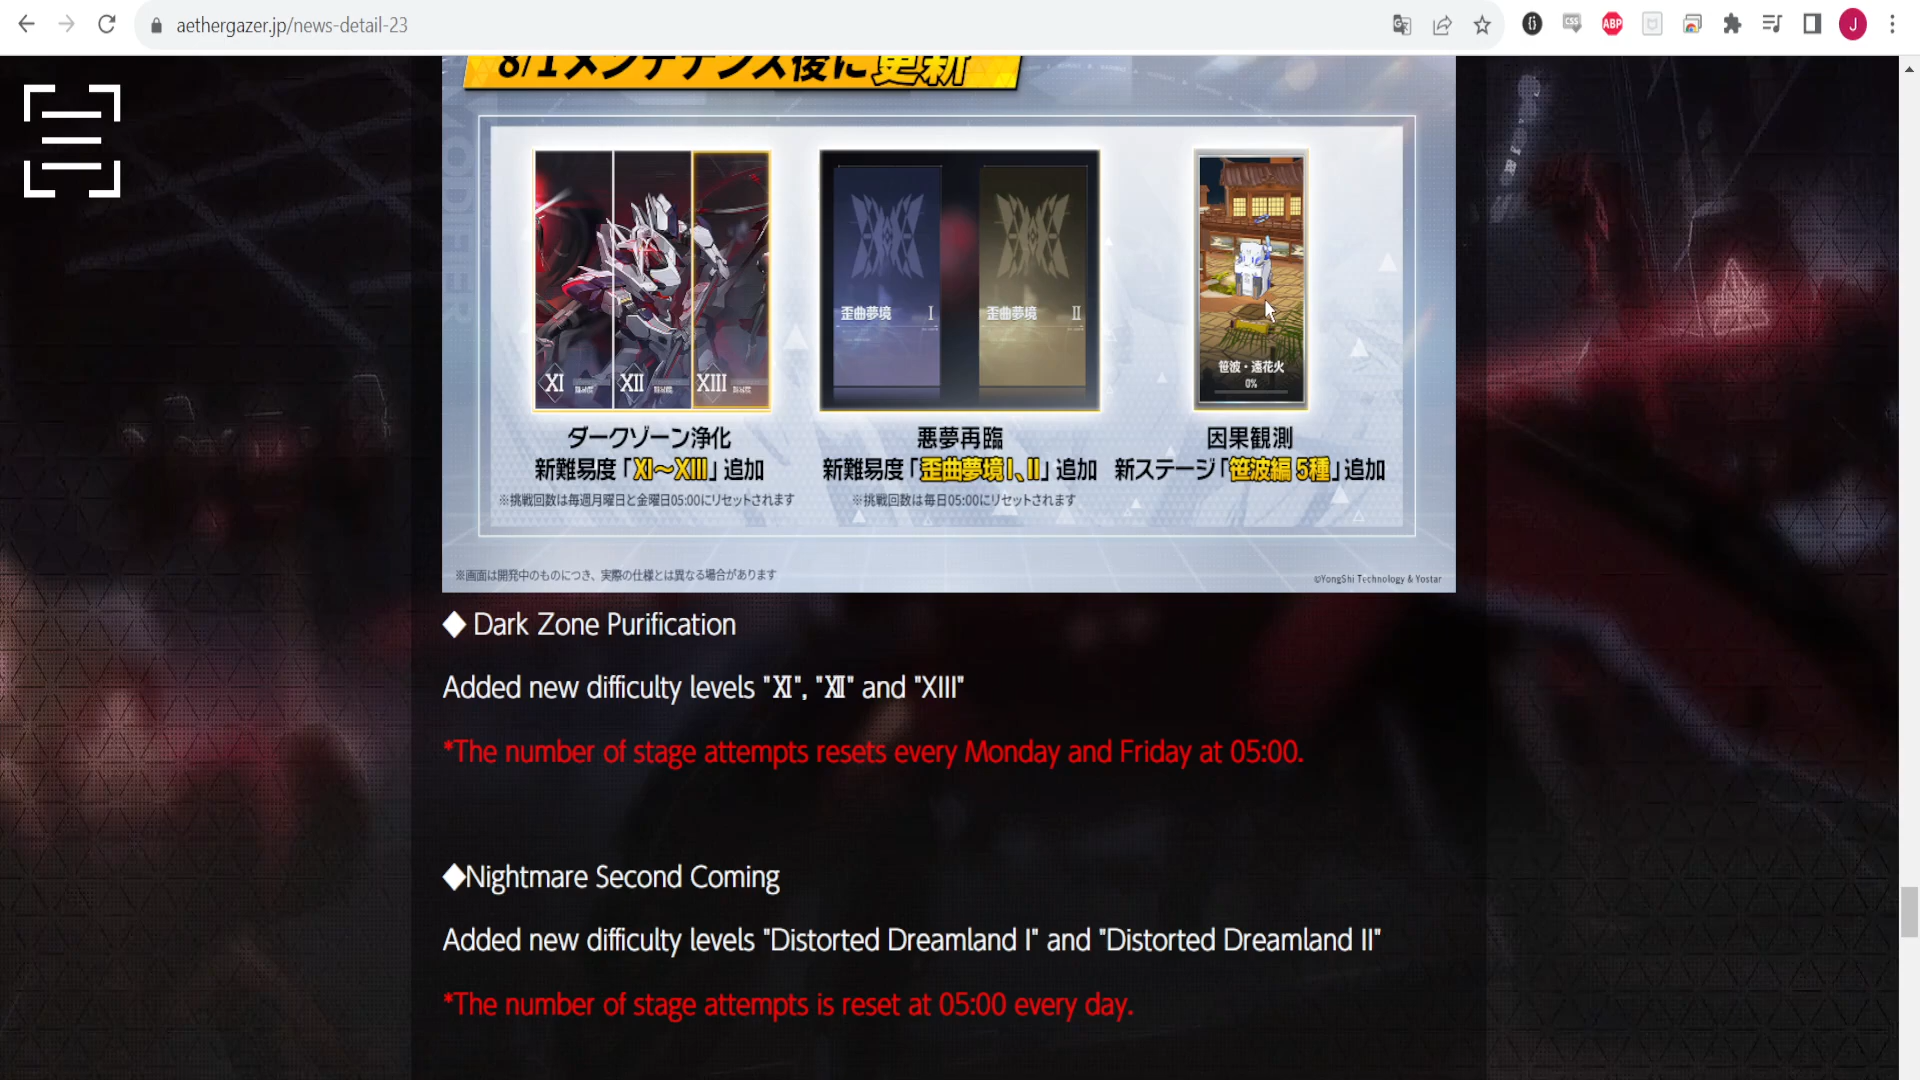 aethergazer.jp/news-detail-23
8/1メンテナンス後に更新
XI
XII
XIII
歪曲夢境 I
歪曲夢境 II
笹波・遠花火
0%
ダークゾーン浄化
新難易度「XI～XIII」追加
※挑戦回数は毎週月曜日と金曜日05:00にリセットされます
悪夢再臨
新難易度「歪曲夢境I、II」追加
※挑戦回数は毎日05:00にリセットされます
因果観測
新ステージ「笹波編 5種」追加
※画面は開発中のものにつき、実際の仕様とは異なる場合があります
©YongShi Technology & Yostar
◆ Dark Zone Purification
Added new difficulty levels "XI", "XII" and "XIII"
*The number of stage attempts resets every Monday and Friday at 05:00.
◆Nightmare Second Coming
Added new difficulty levels "Distorted Dreamland I" and "Distorted Dreamland II"
*The number of stage attempts is reset at 05:00 every day.
CSS
ABP
J